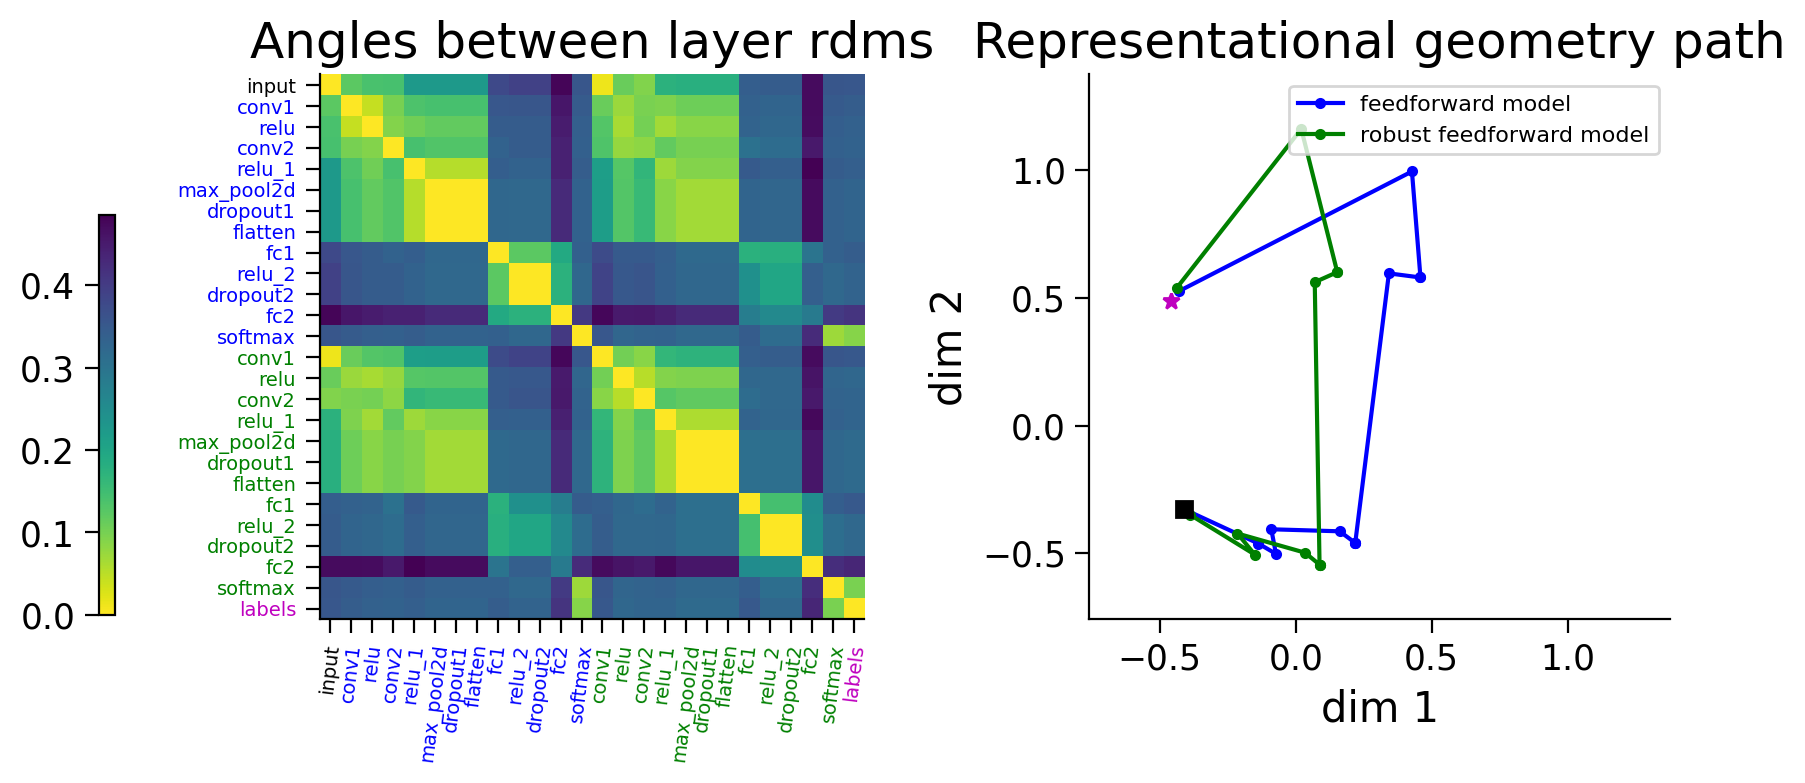 Angles between layer rdms
0.4
0.3
0.2
0.1
0.0
input
conv1
relu
conv2
relu_1
max_pool2d
dropout1
flatten
fc1
relu_2
dropout2
fc2
softmax
conv1
relu
conv2
relu_1
max_pool2d
dropout1
flatten
fc1
relu_2
dropout2
fc2
softmax
labels
input
conv1
relu
conv2
relu_1
max_pool2d
dropout1
flatten
fc1
relu_2
dropout2
fc2
softmax
conv1
relu
conv2
relu_1
max_pool2d
dropout1
flatten
fc1
relu_2
dropout2
fc2
softmax
labels
Representational geometry path
feedforward model
robust feedforward model
dim 2
1.0
0.5
0.0
−0.5
−0.5
0.0
0.5
1.0
dim 1